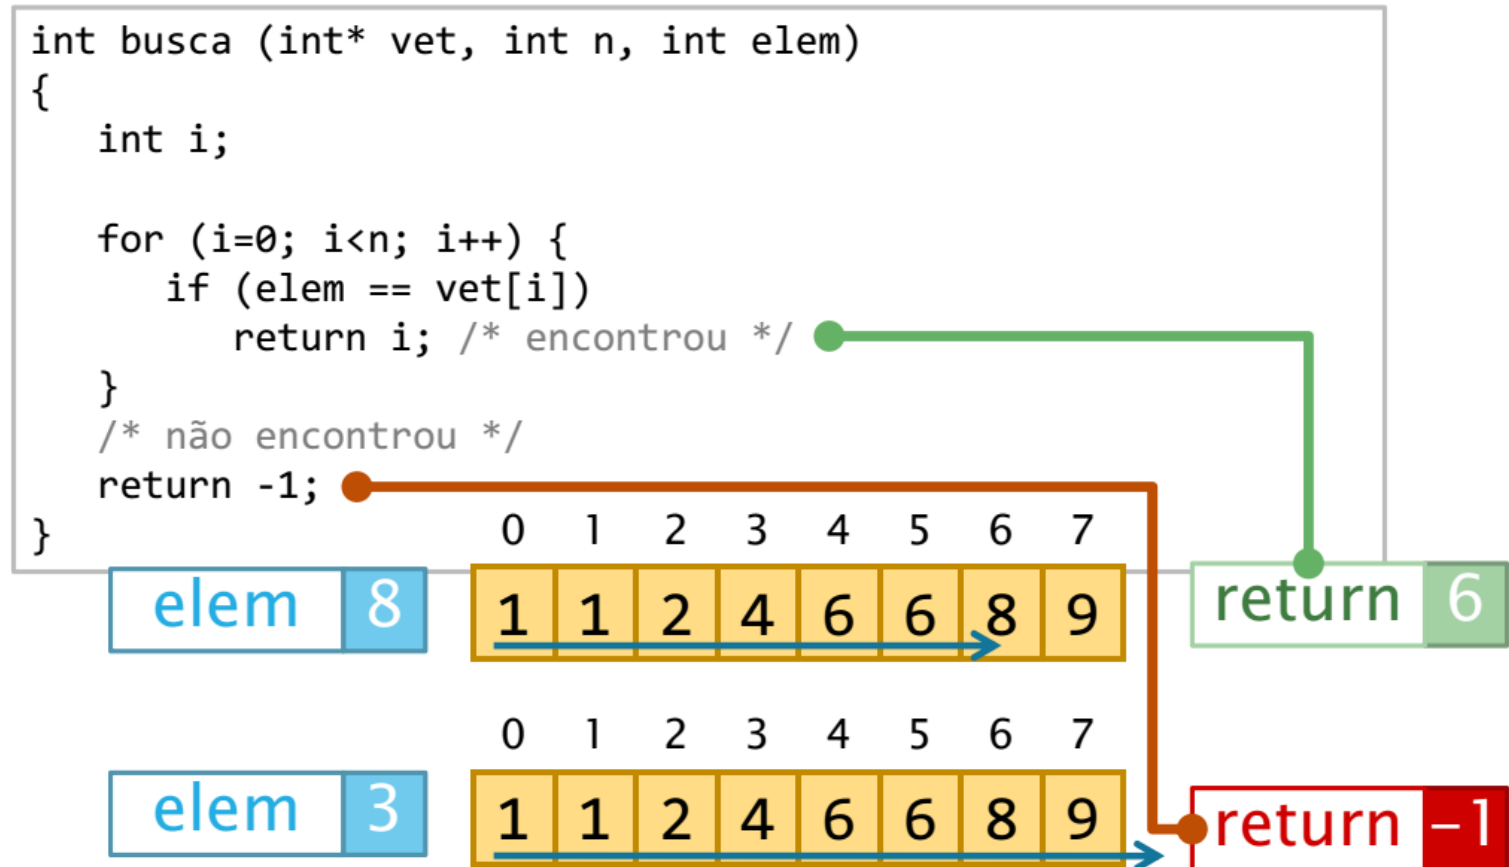 int busca (int* vet, int n, int elem)
{
int i;
for (i=0; i<n; i++) {
if (elem == vet[i])
return i; /* encontrou */
}
/* não encontrou */
return -1;
}
0 1 2 3 4 5 6 7
elem 8 1 1 2 4 6 6 8 9 return 6
0 1 2 3 4 5 6 7
elem 3 1 1 2 4 6 6 8 9 return -1